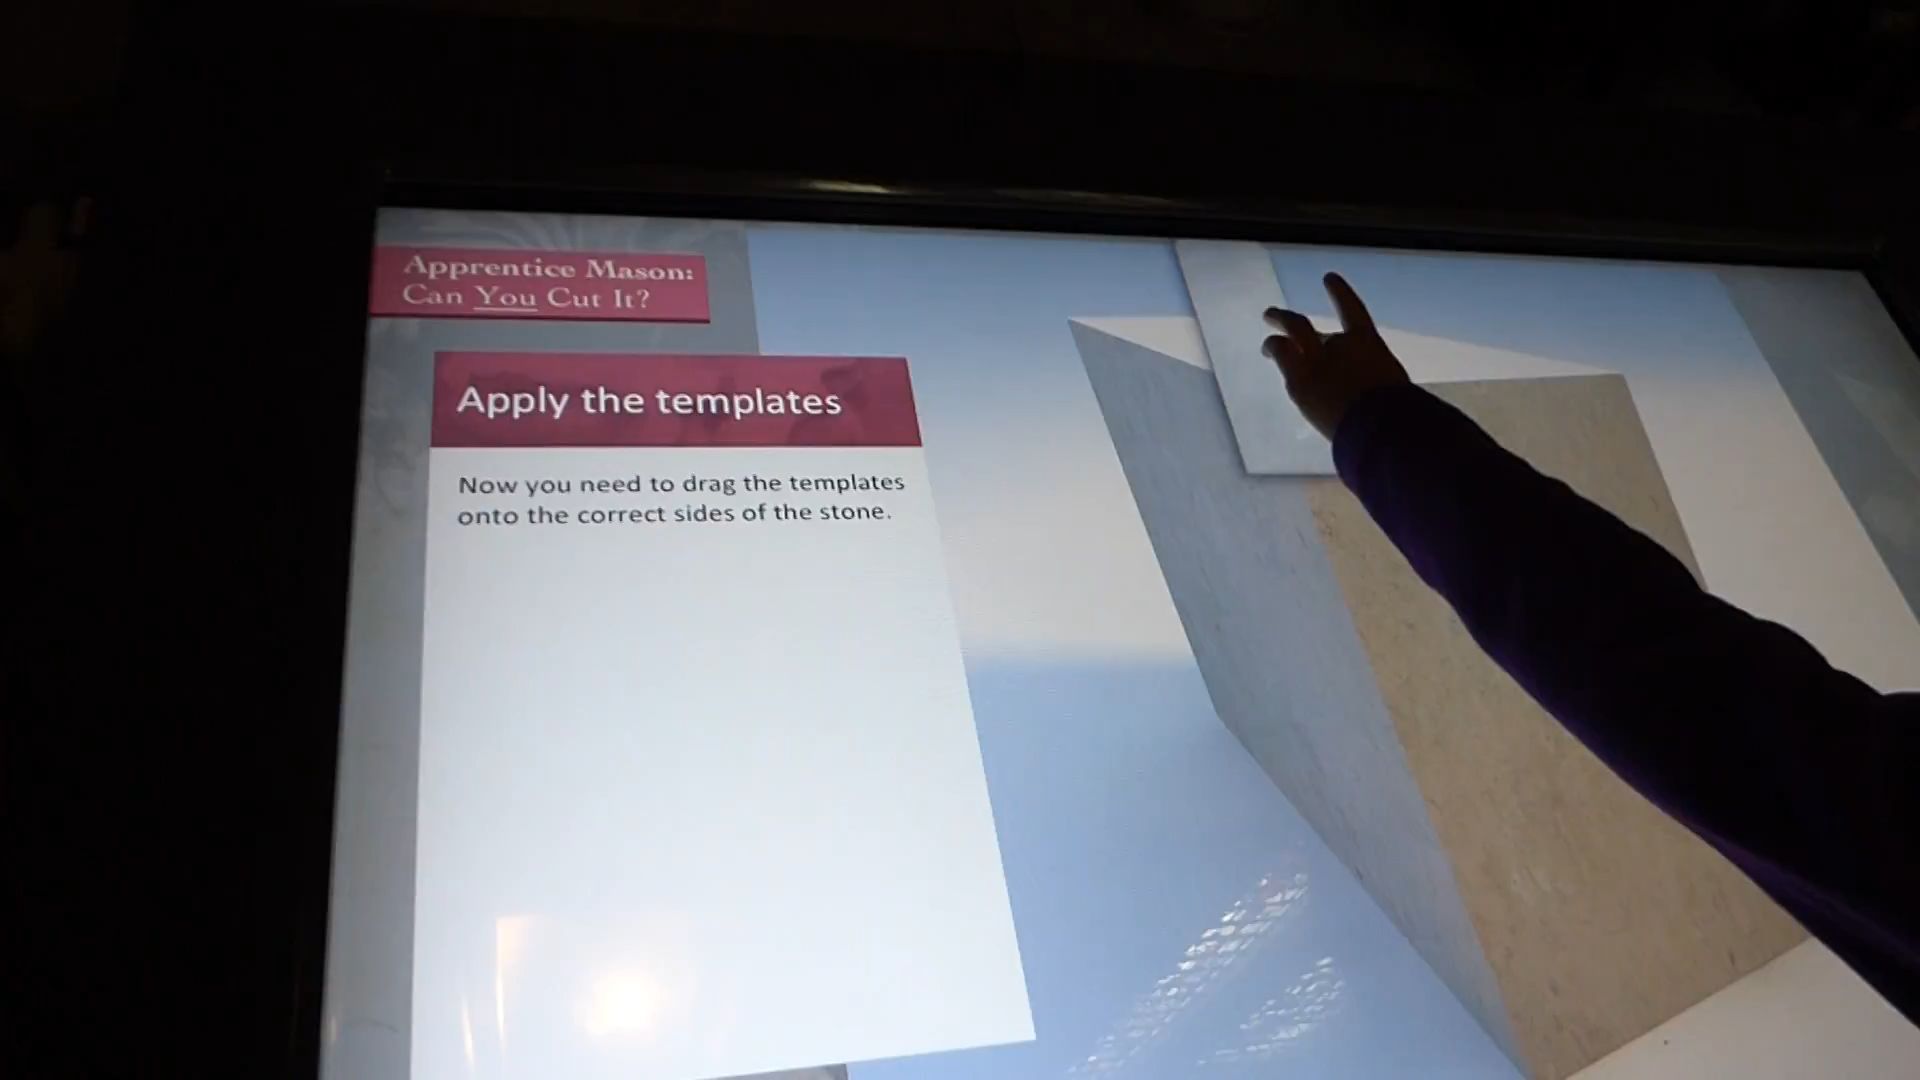 Apprentice Mason:
Can You Cut It?
Apply the templates
Now you need to drag the templates
onto the correct sides of the stone.